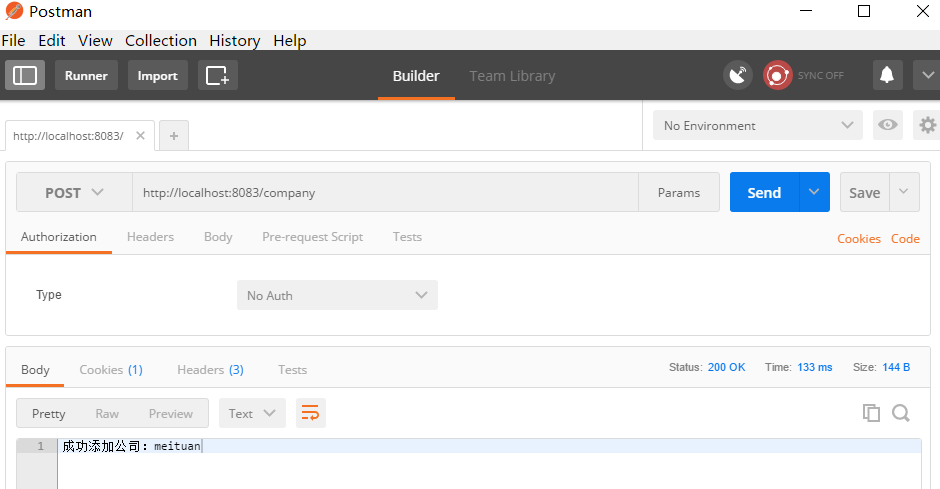 Postman
File Edit View Collection History Help
Runner Import Builder Team Library SYNC OFF
http://localhost:8083/ No Environment
POST http://localhost:8083/company Params Send Save
Authorization Headers Body Pre-request Script Tests Cookies Code
Type No Auth
Body Cookies (1) Headers (3) Tests Status: 200 OK Time: 133 ms Size: 144 B
Pretty Raw Preview Text
1 成功添加公司：meituan